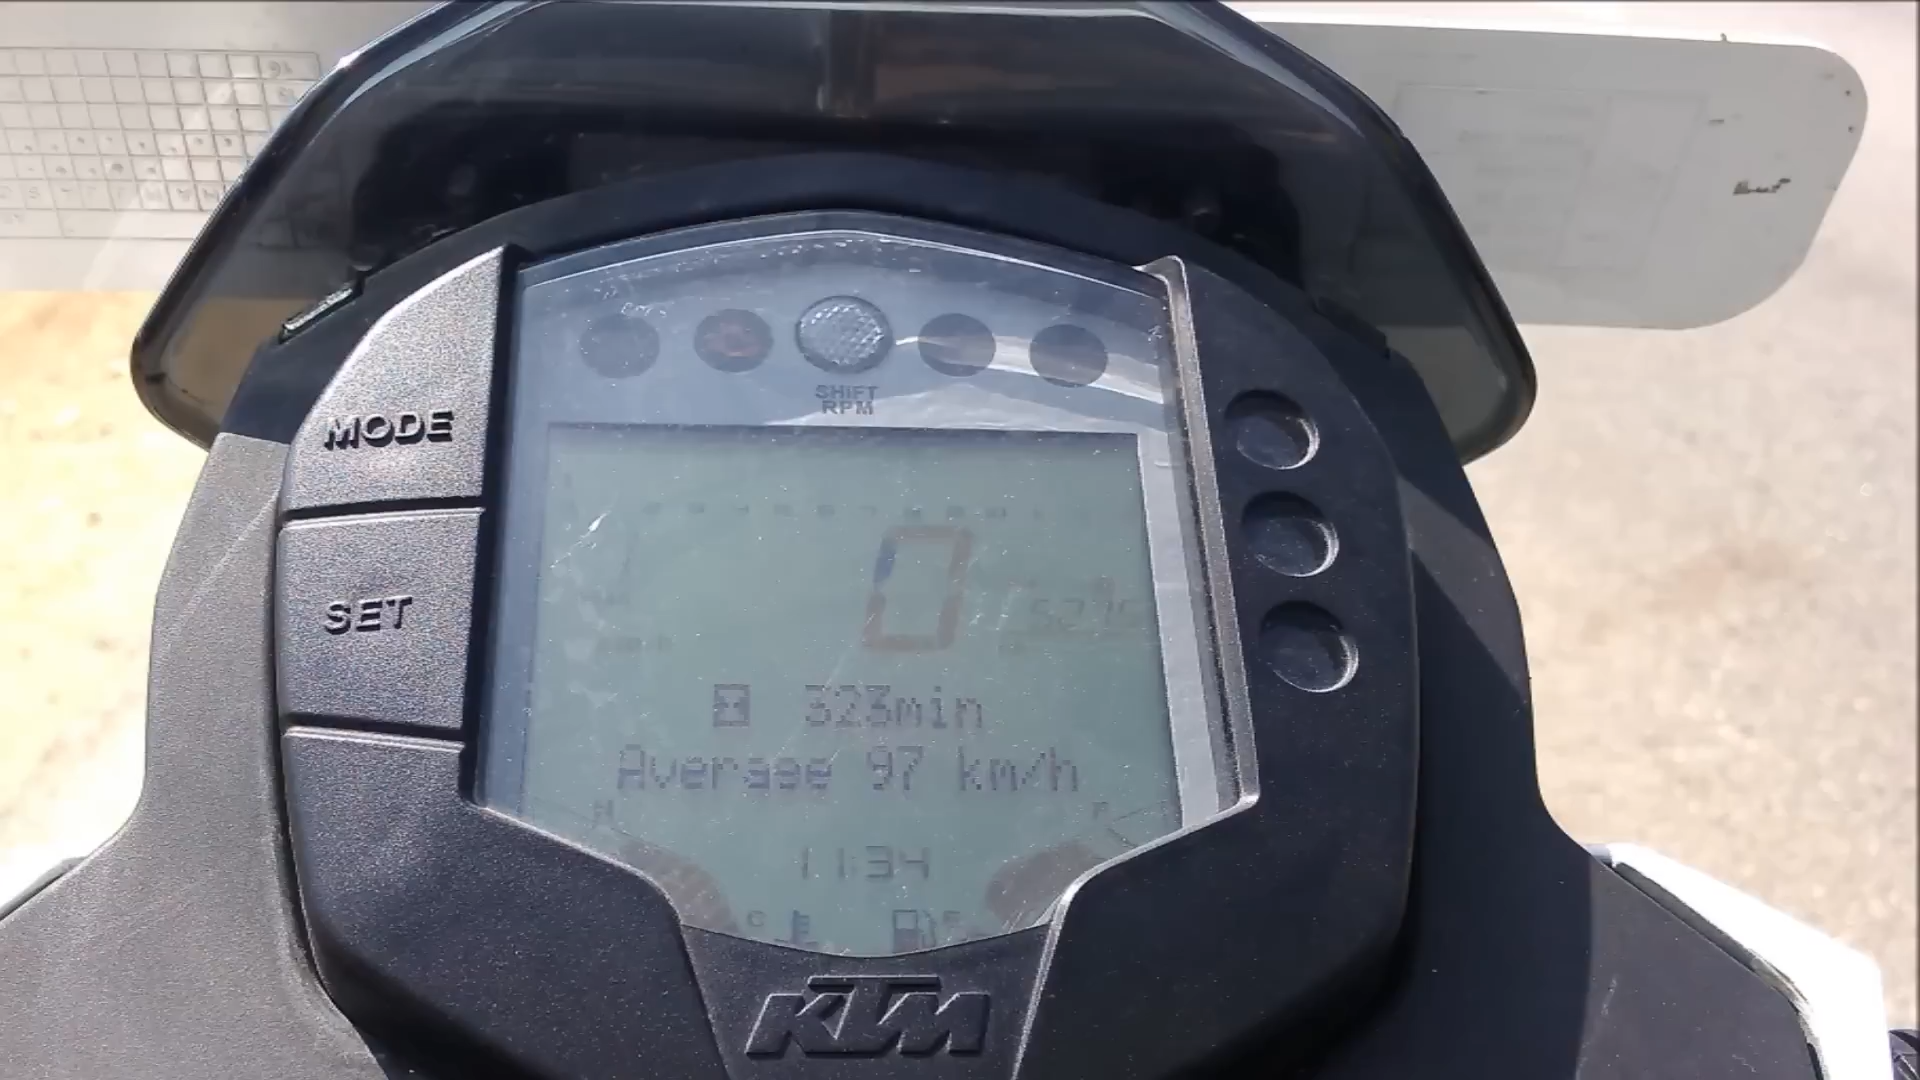 MODE
SET
SHIFT
RPM
0
323min
Average 97 km/h
H
F
11:34
C
E
KTM